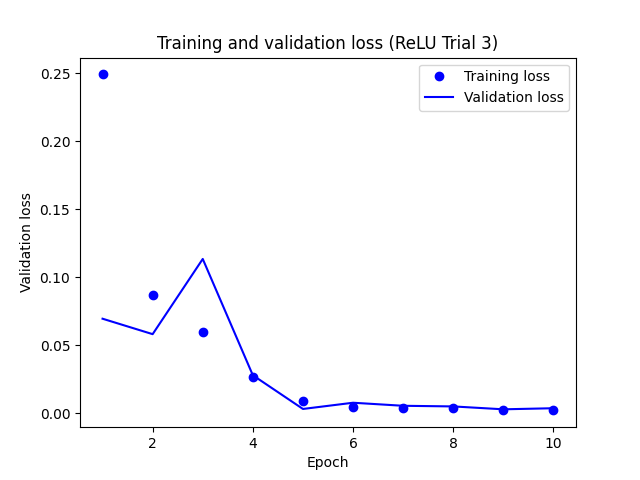 Training and validation loss (ReLU Trial 3)
Training loss
Validation loss
Validation loss
0.25
0.20
0.15
0.10
0.05
0.00
2 4 6 8 10
Epoch